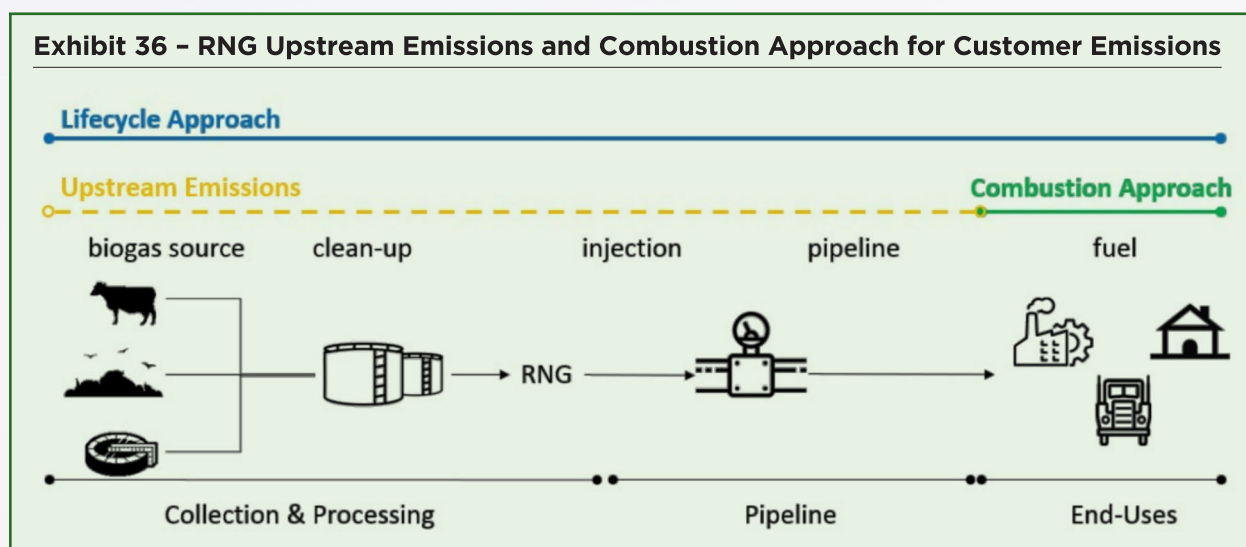 Exhibit 36 – RNG Upstream Emissions and Combustion Approach for Customer Emissions
Lifecycle Approach
Upstream Emissions
Combustion Approach
biogas source
clean-up
injection
pipeline
fuel
RNG
Collection & Processing
Pipeline
End-Uses